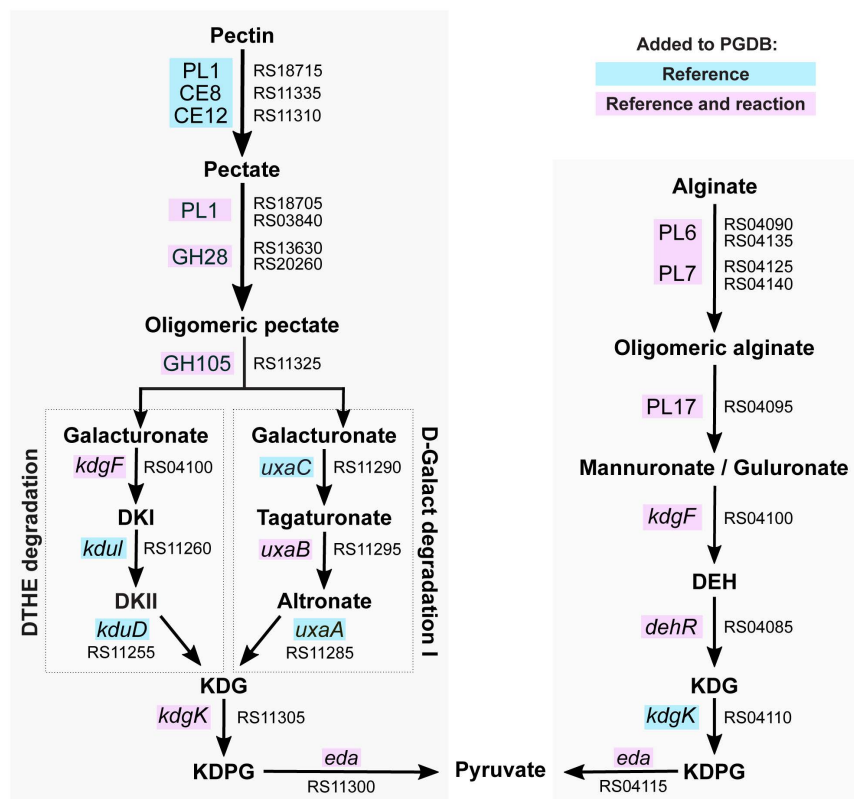 Pectin
PL1
RS18715
CE8
RS11335
CE12
RS11310
Pectate
PL1
RS18705
RS03840
GH28
RS13630
RS20260
Oligomeric pectate
GH105
RS11325
DTHE degradation
Galacturonate
kdgF
RS04100
DKI
kduI
RS11260
DKII
kduD
RS11255
D-Galact degradation I
Galacturonate
uxaC
RS11290
Tagaturonate
uxaB
RS11295
Altronate
uxaA
RS11285
KDG
kdgK
RS11305
KDPG
eda
RS11300
Pyruvate
Added to PGDB:
Reference
Reference and reaction
Alginate
PL6
RS04090
RS04135
PL7
RS04125
RS04140
Oligomeric alginate
PL17
RS04095
Mannuronate / Guluronate
kdgF
RS04100
DEH
dehR
RS04085
KDG
kdgK
RS04110
KDPG
eda
RS04115